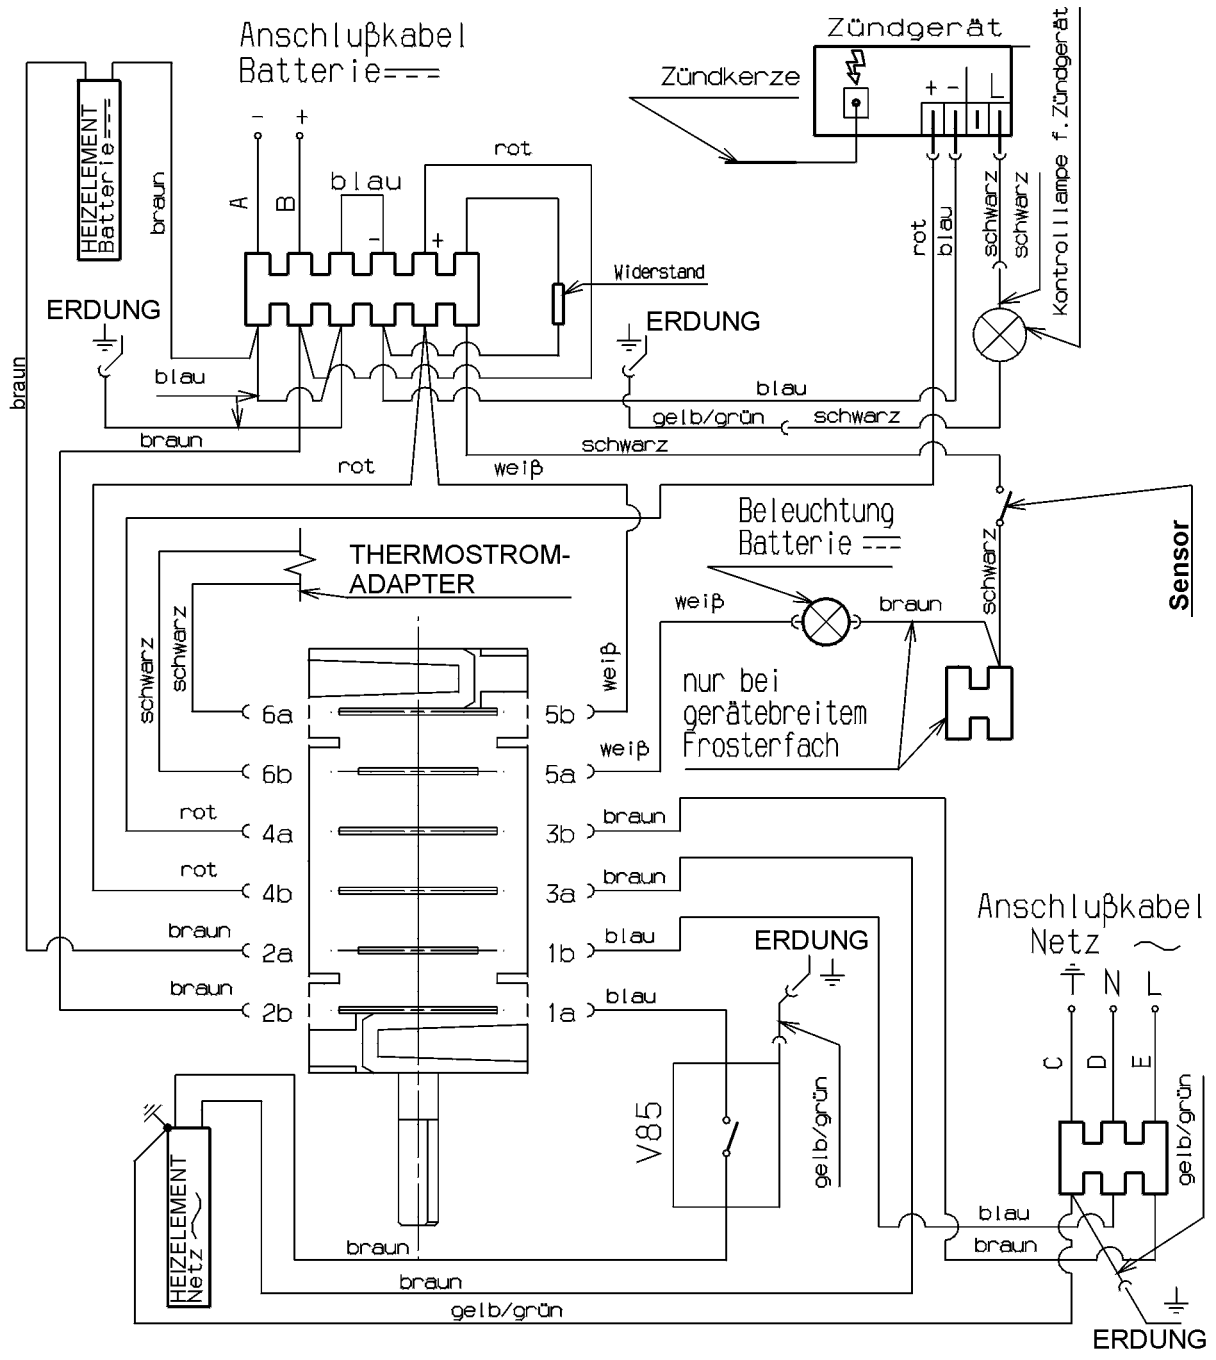 Anschlußkabel
Batterie
Zündgerät
Zündkerze
+ - L
Kontrolllampe f. Zündgerät
HEIZELEMENT
Batterie
braun
- +
A
B
rot
blau
- +
Widerstand
rot
blau
schwarz
schwarz
ERDUNG
ERDUNG
braun
blau
blau
braun
gelb/grün
schwarz
schwarz
rot
weiß
Beleuchtung
Batterie
THERMOSTROM-
ADAPTER
schwarz
Sensor
weiß
braun
schwarz
schwarz
weiß
nur bei
gerätebreitem
Frosterfach
6a
5b
weiß
6b
5a
rot
braun
4a
3b
rot
braun
4b
3a
braun
blau
2a
1b
braun
blau
2b
1a
ERDUNG
Anschlußkabel
Netz
N L
C
D
E
V85
gelb/grün
gelb/grün
HEIZELEMENT
Netz
blau
braun
braun
braun
gelb/grün
ERDUNG